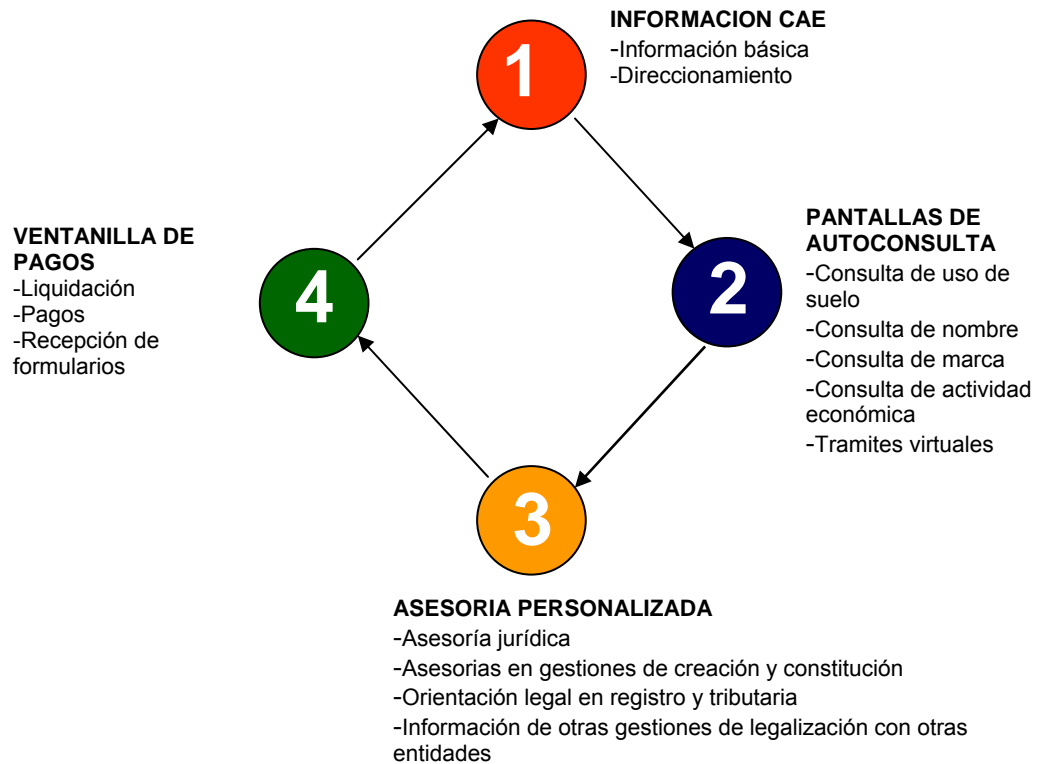 1
INFORMACION CAE
-Información básica
-Direccionamiento
2
PANTALLAS DE
AUTOCONSULTA
-Consulta de uso de
suelo
-Consulta de nombre
-Consulta de marca
-Consulta de actividad
económica
-Tramites virtuales
3
ASESORIA PERSONALIZADA
-Asesoría jurídica
-Asesorias en gestiones de creación y constitución
-Orientación legal en registro y tributaria
-Información de otras gestiones de legalización con otras
entidades
4
VENTANILLA DE
PAGOS
-Liquidación
-Pagos
-Recepción de
formularios